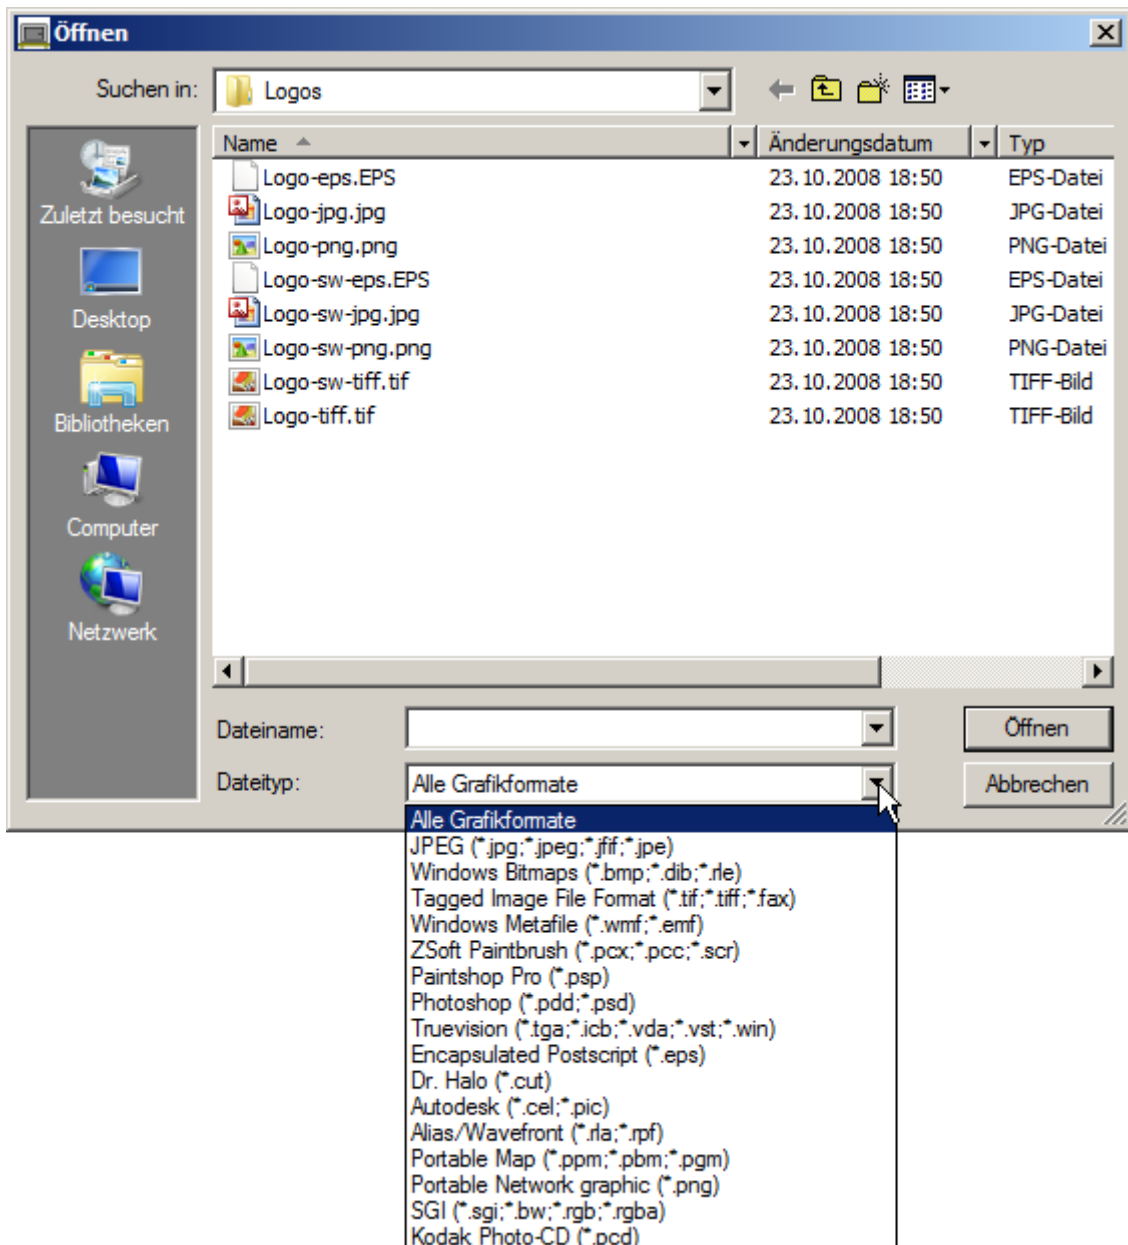 Öffnen
Suchen in: Logos
Name Änderungsdatum Typ
Logo-eps.EPS 23.10.2008 18:50 EPS-Datei
Logo-jpg.jpg 23.10.2008 18:50 JPG-Datei
Logo-png.png 23.10.2008 18:50 PNG-Datei
Logo-sw-eps.EPS 23.10.2008 18:50 EPS-Datei
Logo-sw-jpg.jpg 23.10.2008 18:50 JPG-Datei
Logo-sw-png.png 23.10.2008 18:50 PNG-Datei
Logo-sw-tiff.tif 23.10.2008 18:50 TIFF-Bild
Logo-tiff.tif 23.10.2008 18:50 TIFF-Bild
Zuletzt besucht
Desktop
Bibliotheken
Computer
Netzwerk
Dateiname: Öffnen
Dateityp: Alle Grafikformate Abbrechen
Alle Grafikformate
JPEG (*.jpg;*.jpeg;*.jfif;*.jpe)
Windows Bitmaps (*.bmp;*.dib;*.rle)
Tagged Image File Format (*.tif;*.tiff;*.fax)
Windows Metafile (*.wmf;*.emf)
ZSoft Paintbrush (*.pcx;*.pcc;*.scr)
Paintshop Pro (*.psp)
Photoshop (*.pdd;*.psd)
Truevision (*.tga;*.icb;*.vda;*.vst;*.win)
Encapsulated Postscript (*.eps)
Dr. Halo (*.cut)
Autodesk (*.cel;*.pic)
Alias/Wavefront (*.rla;*.rpf)
Portable Map (*.ppm;*.pbm;*.pgm)
Portable Network graphic (*.png)
SGI (*.sgi;*.bw;*.rgb;*.rgba)
Kodak Photo-CD (*.pcd)